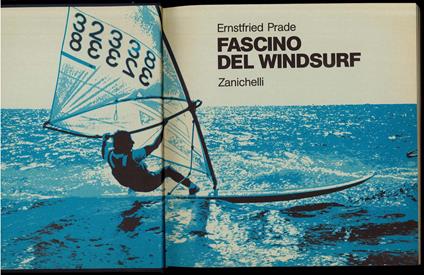 Ernstfried Prade
FASCINO
DEL WINDSURF
Zanichelli